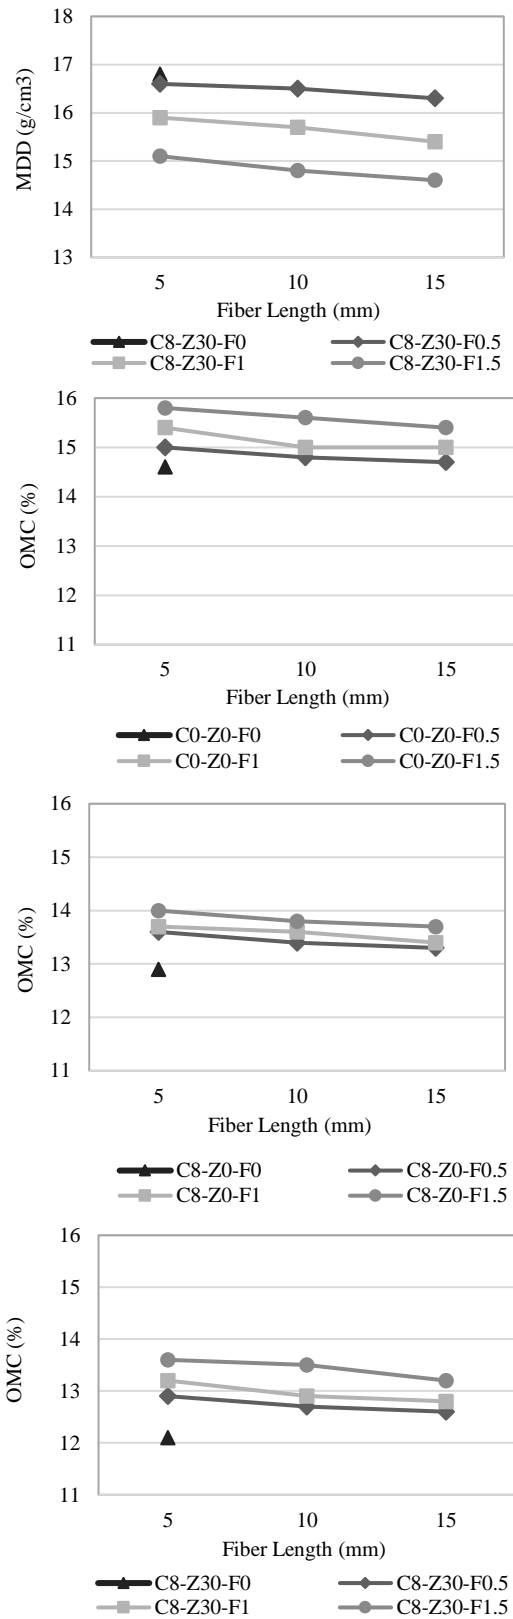 18
17
16
15
14
13
MDD (g/cm3)
5 10 15
Fiber Length (mm)
C8-Z30-F0 C8-Z30-F0.5
C8-Z30-F1 C8-Z30-F1.5
16
15
14
13
12
11
OMC (%)
5 10 15
Fiber Length (mm)
C0-Z0-F0 C0-Z0-F0.5
C0-Z0-F1 C0-Z0-F1.5
16
15
14
13
12
11
OMC (%)
5 10 15
Fiber Length (mm)
C8-Z0-F0 C8-Z0-F0.5
C8-Z0-F1 C8-Z0-F1.5
16
15
14
13
12
11
OMC (%)
5 10 15
Fiber Length (mm)
C8-Z30-F0 C8-Z30-F0.5
C8-Z30-F1 C8-Z30-F1.5